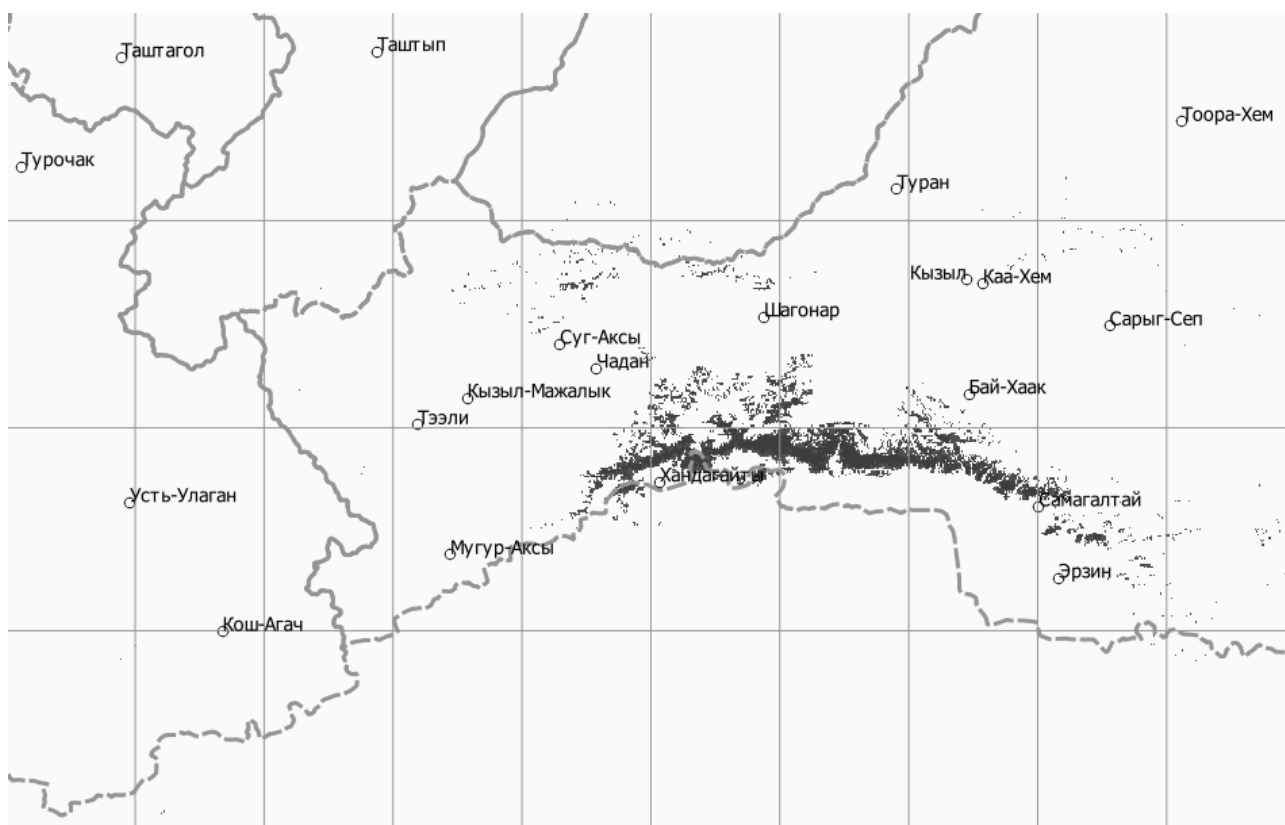 Таштагол
Таштып
Тоора-Хем
Турочак
Туран
Кызыл
Каа-Хем
Шагонар
Сарыг-Сеп
Суг-Аксы
Чадан
Кызыл-Мажалык
Бай-Хаак
Тээли
Хандагайты
Усть-Улаган
Самагалтай
Мугур-Аксы
Эрзин
Кош-Агач